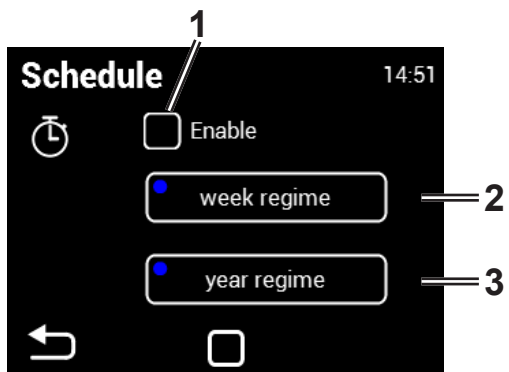 1
Schedule 14:51
Enable
week regime 2
year regime 3